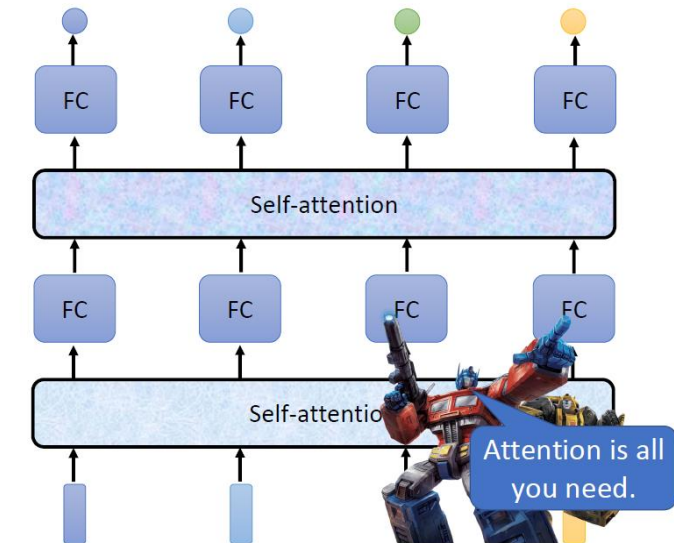 FC FC FC FC
Self-attention
FC FC FC FC
Self-attentio
Attention is all
you need.